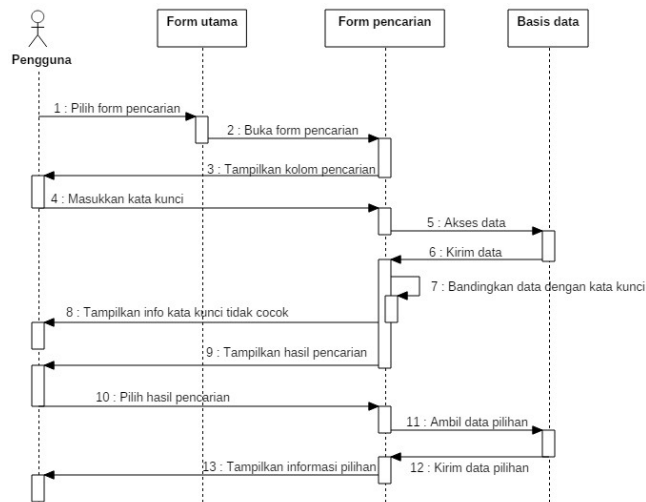 Form utama
Form pencarian
Basis data
Pengguna
1 : Pilih form pencarian
2 : Buka form pencarian
3 : Tampilkan kolom pencarian
4 : Masukkan kata kunci
5 : Akses data
6 : Kirim data
7 : Bandingkan data dengan kata kunci
8 : Tampilkan info kata kunci tidak cocok
9 : Tampilkan hasil pencarian
10 : Pilih hasil pencarian
11 : Ambil data pilihan
12 : Kirim data pilihan
13 : Tampilkan informasi pilihan